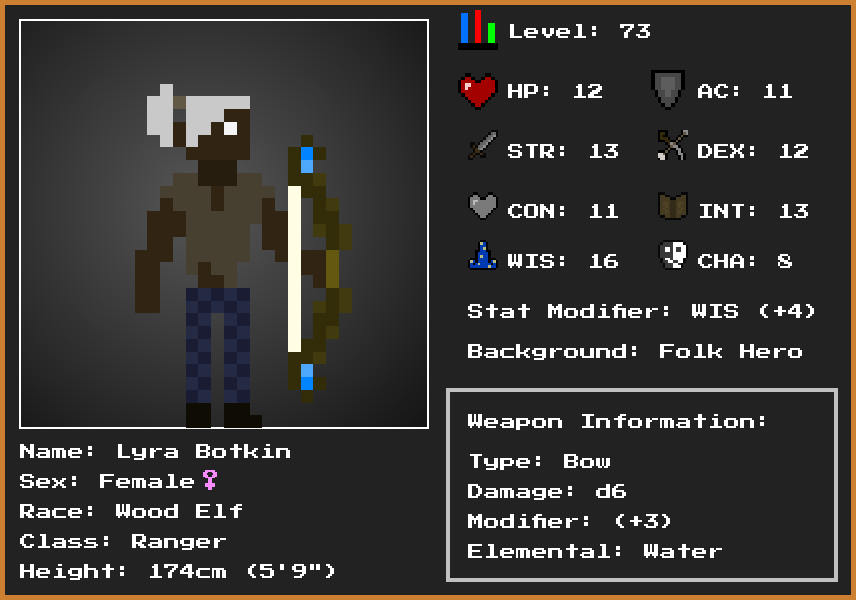 Level: 73
HP: 12
AC: 11
STR: 13
DEX: 12
CON: 11
INT: 13
WIS: 16
CHA: 8
Stat Modifier: WIS (+4)
Background: Folk Hero
Name: Lyra Botkin
Sex: Female♀
Race: Wood Elf
Class: Ranger
Height: 174cm (5'9")
Weapon Information:
Type: Bow
Damage: d6
Modifier: (+3)
Elemental: Water